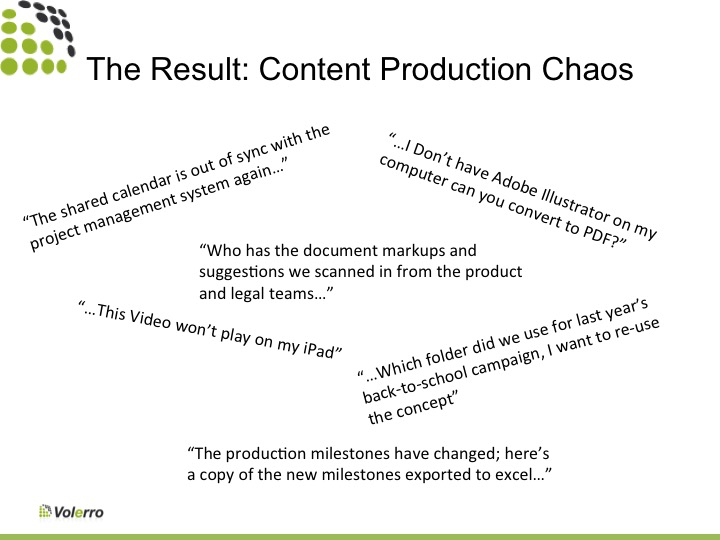 The Result: Content Production Chaos
“The shared calendar is out of sync with the
project management system again…”
“…I Don’t have Adobe Illustrator on my
computer can you convert to PDF?”
“Who has the document markups and
suggestions we scanned in from the product
and legal teams…”
“…This Video won’t play on my iPad”
“…Which folder did we use for last year’s
back-to-school campaign, I want to re-use
the concept”
“The production milestones have changed; here’s
a copy of the new milestones exported to excel…”
Volerro